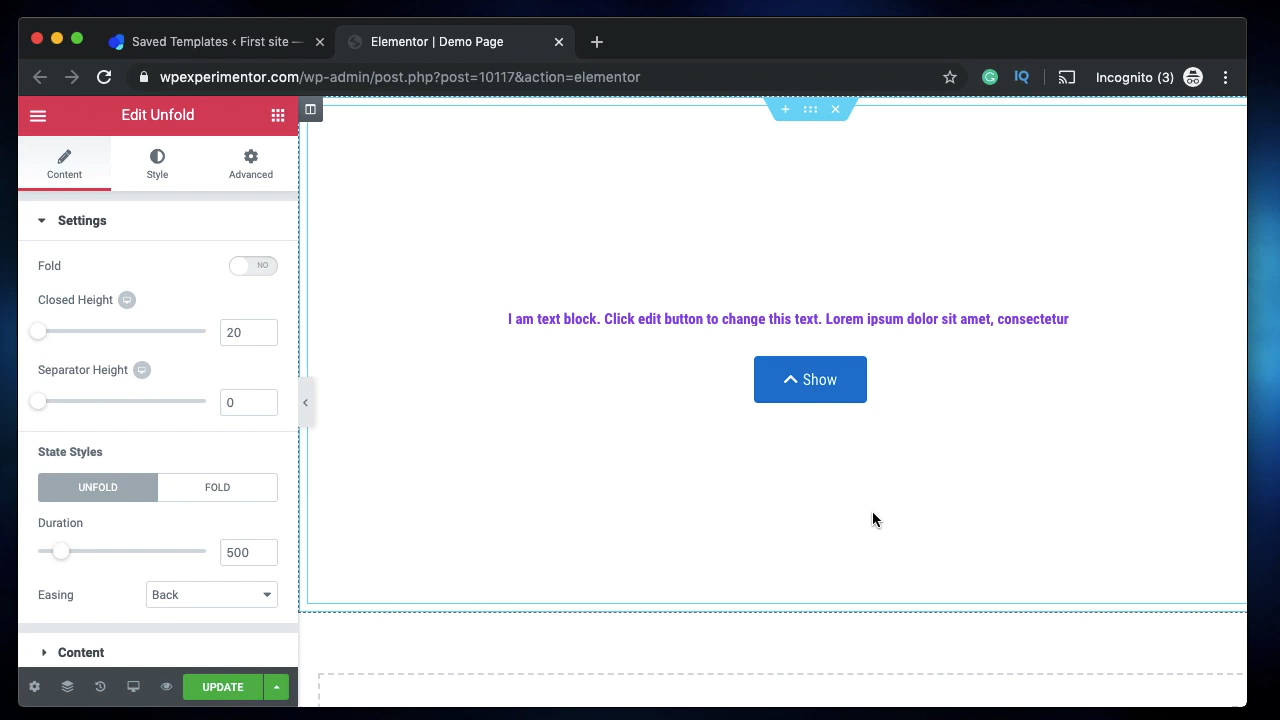 Saved Templates ‹ First site —
Elementor | Demo Page
wpexperimentor.com/wp-admin/post.php?post=10117&action=elementor
IQ
Incognito (3)
Edit Unfold
Content
Style
Advanced
Settings
Fold
NO
Closed Height
20
Separator Height
0
State Styles
UNFOLD
FOLD
Duration
500
Easing
Back
Content
UPDATE
I am text block. Click edit button to change this text. Lorem ipsum dolor sit amet, consectetur
Show